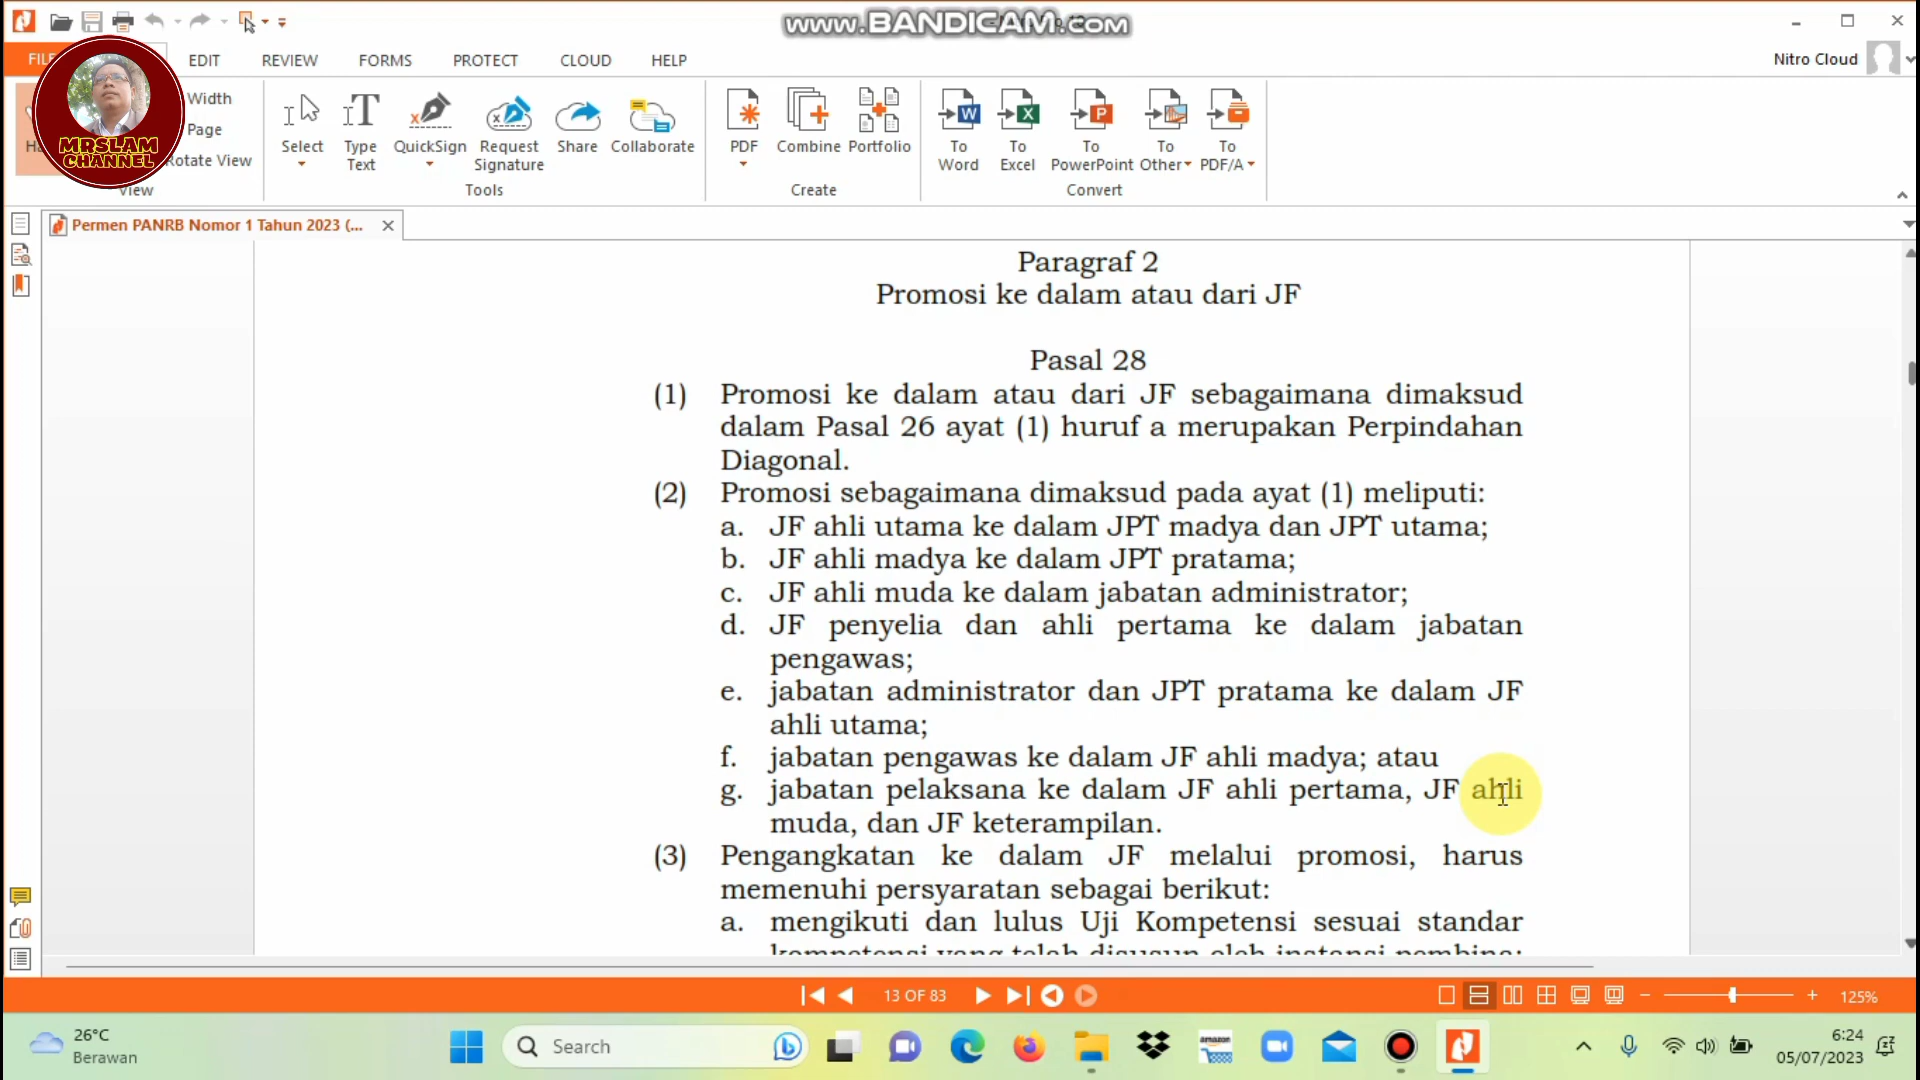 www.BANDICAM.com
FILE
EDIT
REVIEW
FORMS
PROTECT
CLOUD
HELP
Nitro Cloud
MRSLAM
CHANNEL
Width
Page
Rotate View
View
Select
Type
Text
QuickSign
Request
Signature
Share
Collaborate
Tools
PDF
Combine
Portfolio
Create
To
Word
To
Excel
To
PowerPoint
To
Other
To
PDF/A
Convert
Permen PANRB Nomor 1 Tahun 2023 (...
Paragraf 2
Promosi ke dalam atau dari JF
Pasal 28
(1) Promosi ke dalam atau dari JF sebagaimana dimaksud
dalam Pasal 26 ayat (1) huruf a merupakan Perpindahan
Diagonal.
(2) Promosi sebagaimana dimaksud pada ayat (1) meliputi:
a. JF ahli utama ke dalam JPT madya dan JPT utama;
b. JF ahli madya ke dalam JPT pratama;
c. JF ahli muda ke dalam jabatan administrator;
d. JF penyelia dan ahli pertama ke dalam jabatan
pengawas;
e. jabatan administrator dan JPT pratama ke dalam JF
ahli utama;
f. jabatan pengawas ke dalam JF ahli madya; atau
g. jabatan pelaksana ke dalam JF ahli pertama, JF ahli
muda, dan JF keterampilan.
(3) Pengangkatan ke dalam JF melalui promosi, harus
memenuhi persyaratan sebagai berikut:
a. mengikuti dan lulus Uji Kompetensi sesuai standar
kompetensi yang telah disusun oleh instansi pembina;
13 OF 83
125%
26°C
Berawan
Search
amazon
6:24
05/07/2023